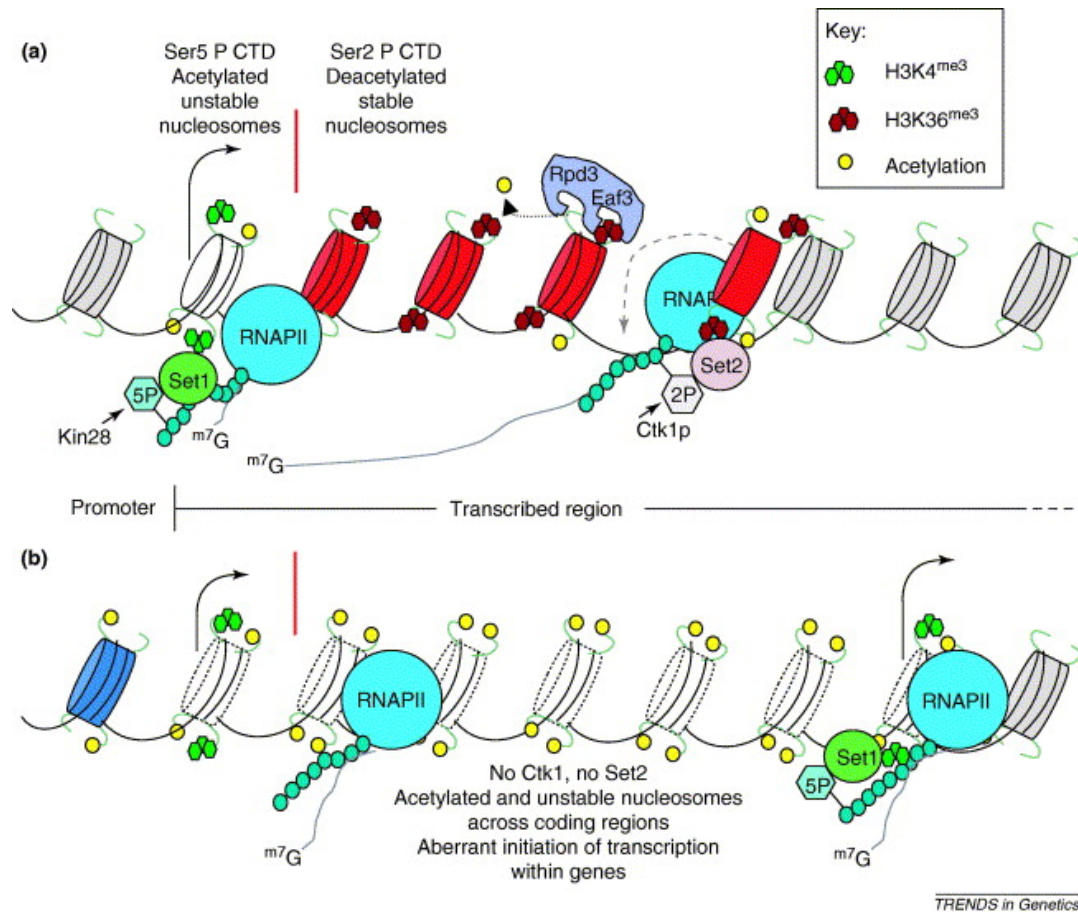 (a)
Ser5 P CTD
Acetylated
unstable
nucleosomes
Ser2 P CTD
Deacetylated
stable
nucleosomes
Key:
H3K4me3
H3K36me3
Acetylation
Rpd3
Eaf3
RNAPII
RNAP
Set1
5P
Kin28
m7G
Set2
2P
Ctk1p
m7G
Promoter
Transcribed region
(b)
RNAPII
RNAPII
Set1
5P
No Ctk1, no Set2
Acetylated and unstable nucleosomes
across coding regions
Aberrant initiation of transcription
within genes
m7G
m7G
TRENDS in Genetics